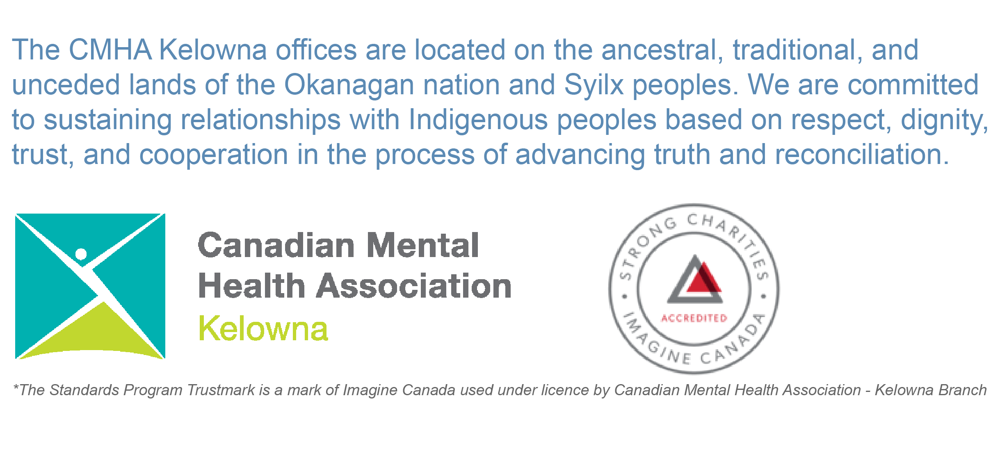 The CMHA Kelowna offices are located on the ancestral, traditional, and
unceded lands of the Okanagan nation and Syilx peoples. We are committed
to sustaining relationships with Indigenous peoples based on respect, dignity,
trust, and cooperation in the process of advancing truth and reconciliation.
Canadian Mental
Health Association
Kelowna
• STRONG CHARITIES •
ACCREDITED
IMAGINE CANADA
*The Standards Program Trustmark is a mark of Imagine Canada used under licence by Canadian Mental Health Association - Kelowna Branch